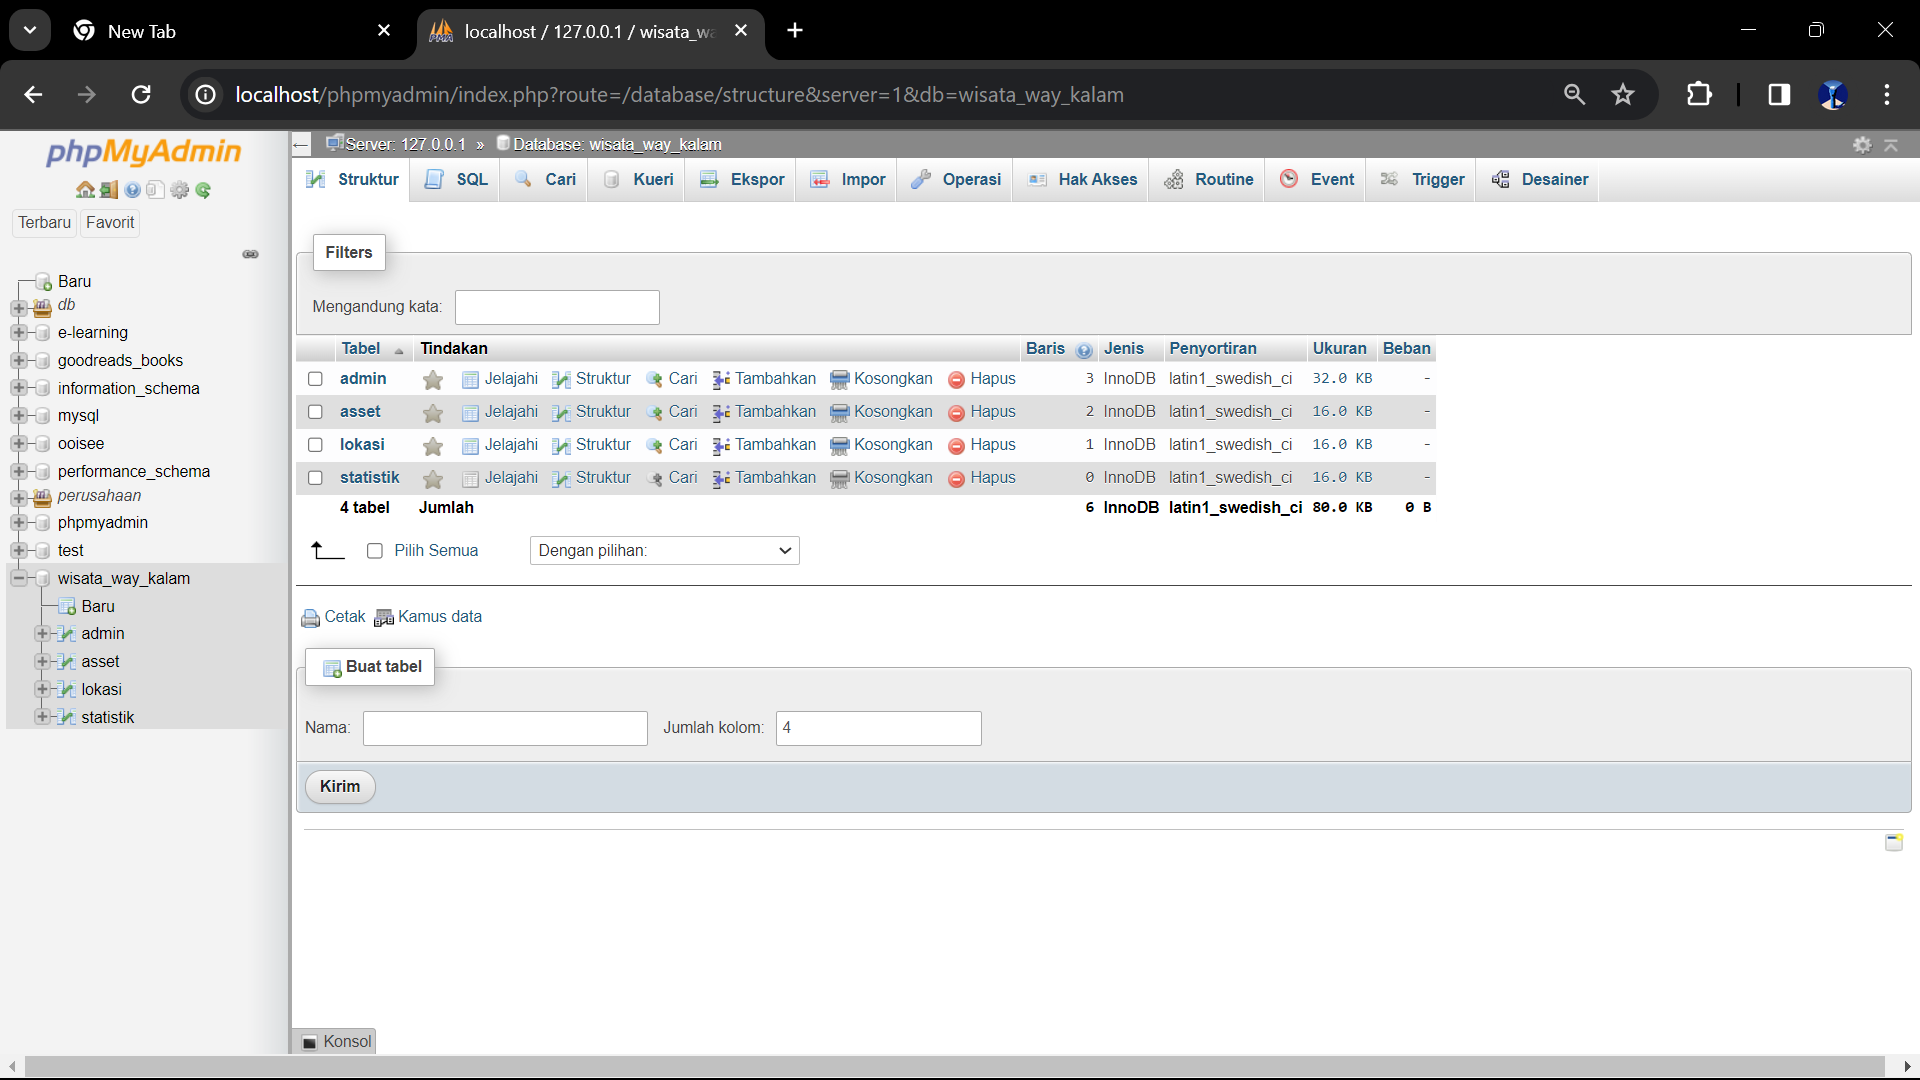 New Tab
localhost / 127.0.0.1 / wisata_wa
localhost/phpmyadmin/index.php?route=/database/structure&server=1&db=wisata_way_kalam
phpMyAdmin
Terbaru Favorit
Baru
db
e-learning
goodreads_books
information_schema
mysql
ooisee
performance_schema
perusahaan
phpmyadmin
test
wisata_way_kalam
Baru
admin
asset
lokasi
statistik
Server: 127.0.0.1 » Database: wisata_way_kalam
Struktur SQL Cari Kueri Ekspor Impor Operasi Hak Akses Routine Event Trigger Desainer
Filters
Mengandung kata:
Tabel Tindakan Baris Jenis Penyortiran Ukuran Beban
admin Jelajahi Struktur Cari Tambahkan Kosongkan Hapus 3 InnoDB latin1_swedish_ci 32.0 KB -
asset Jelajahi Struktur Cari Tambahkan Kosongkan Hapus 2 InnoDB latin1_swedish_ci 16.0 KB -
lokasi Jelajahi Struktur Cari Tambahkan Kosongkan Hapus 1 InnoDB latin1_swedish_ci 16.0 KB -
statistik Jelajahi Struktur Cari Tambahkan Kosongkan Hapus 0 InnoDB latin1_swedish_ci 16.0 KB -
4 tabel Jumlah 6 InnoDB latin1_swedish_ci 80.0 KB 0 B
Pilih Semua Dengan pilihan:
Cetak Kamus data
Buat tabel
Nama: Jumlah kolom: 4
Kirim
Konsol